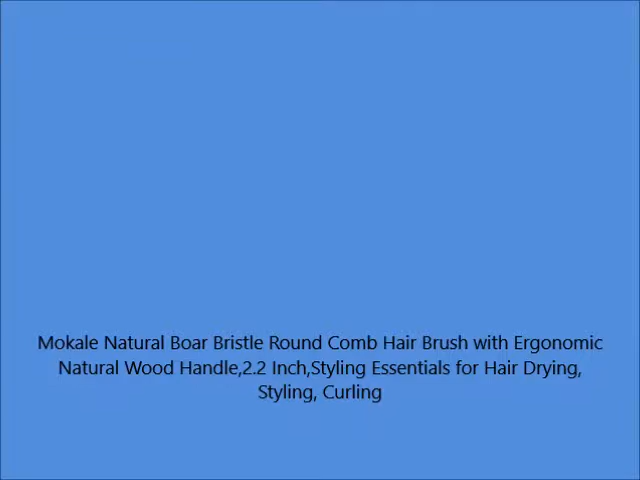 Mokale Natural Boar Bristle Round Comb Hair Brush with Ergonomic
Natural Wood Handle,2.2 Inch,Styling Essentials for Hair Drying,
Styling, Curling